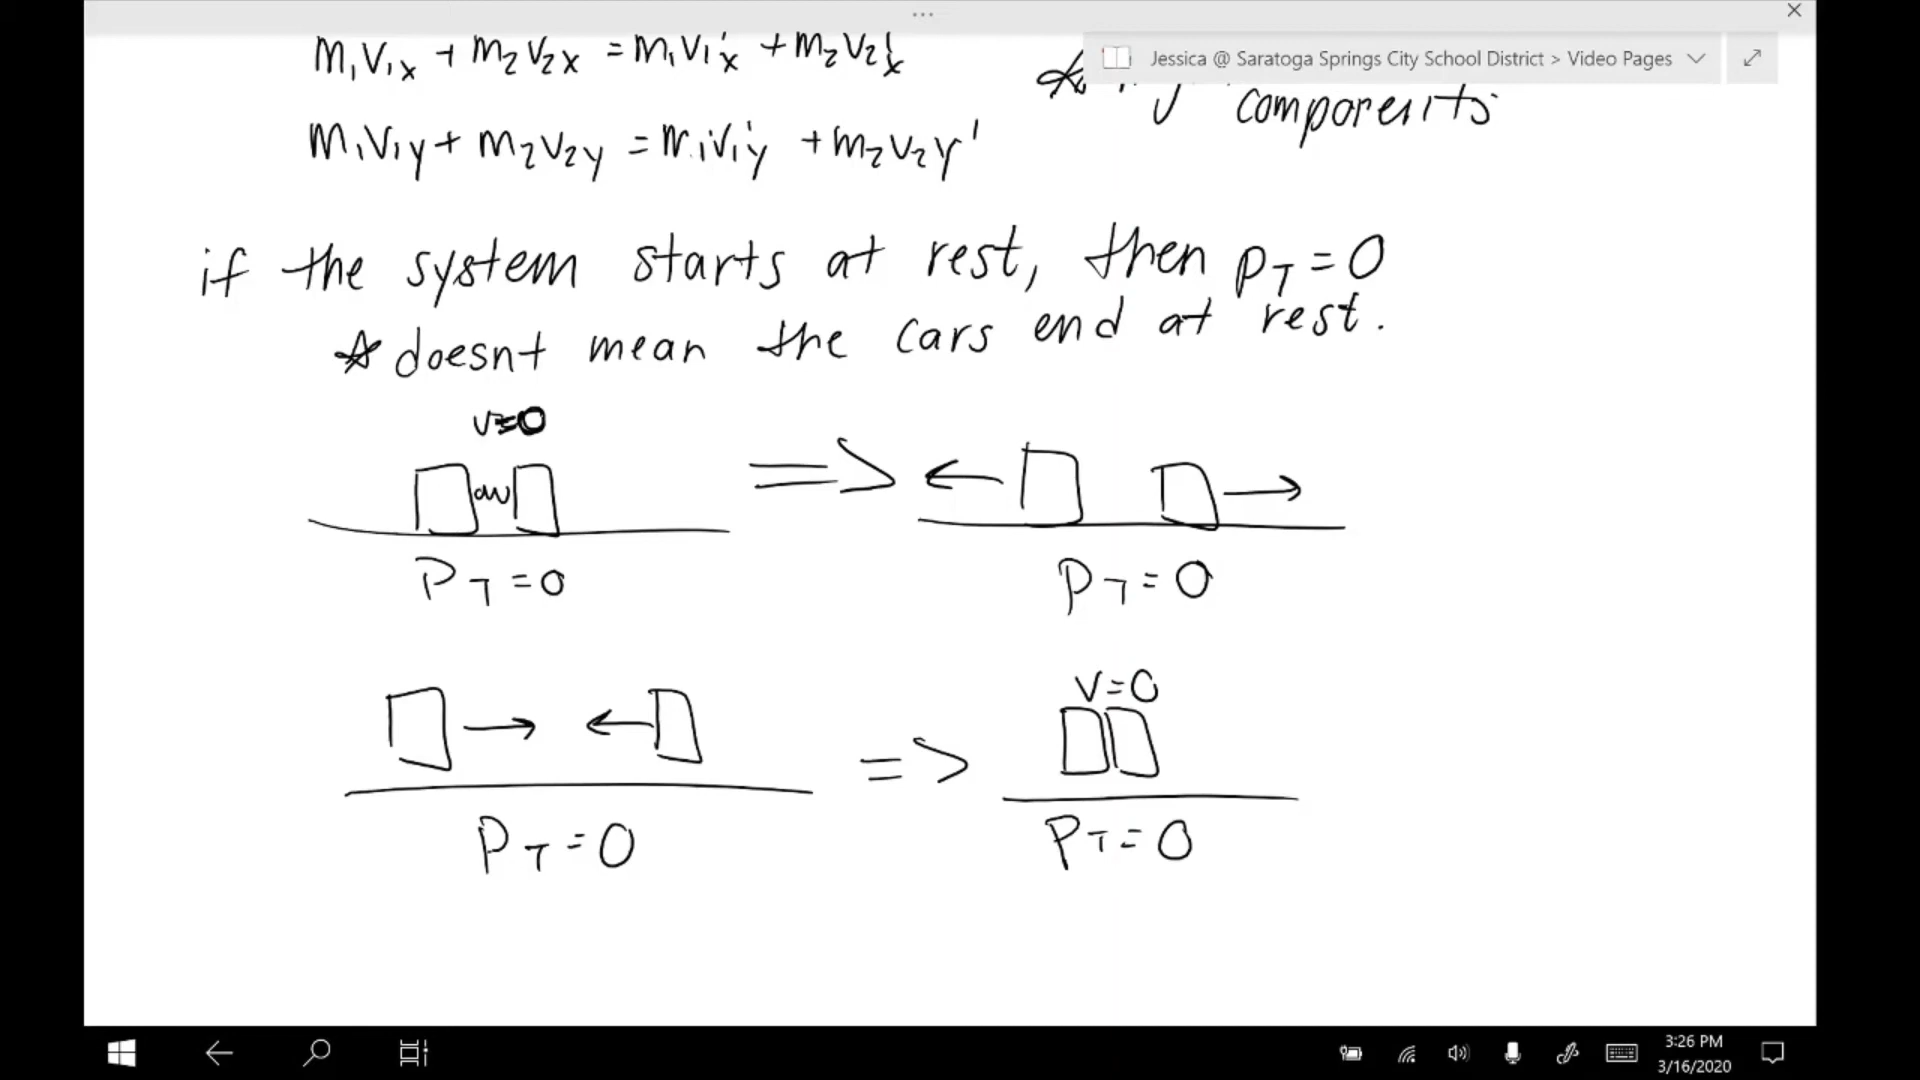 ...
m₁v₁x + m₂v₂x = m₁v₁'x + m₂v₂'x
Jessica @ Saratoga Springs City School District > Video Pages
components
m₁v₁y + m₂v₂y = m₁v₁'y + m₂v₂y'
if the system starts at rest, then PT = 0
☆ doesnt mean the cars end at rest.
v=0
=>
PT = 0
PT = 0
v=0
=>
PT = 0
PT = 0
3:26 PM
3/16/2020